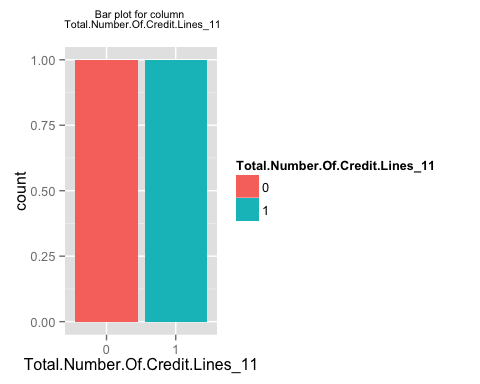 Bar plot for column
Total.Number.Of.Credit.Lines_11
1.00
0.75
0.50
0.25
0.00
count
0 1
Total.Number.Of.Credit.Lines_11
Total.Number.Of.Credit.Lines_11
0
1